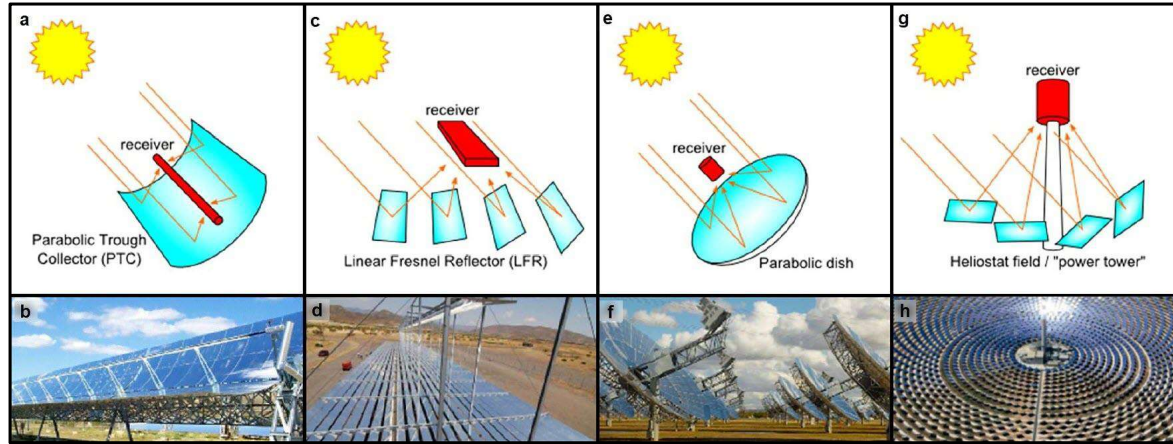 a
receiver
Parabolic Trough
Collector (PTC)
c
receiver
Linear Fresnel Reflector (LFR)
e
receiver
Parabolic dish
g
receiver
Heliostat field / "power tower"
b
d
f
h